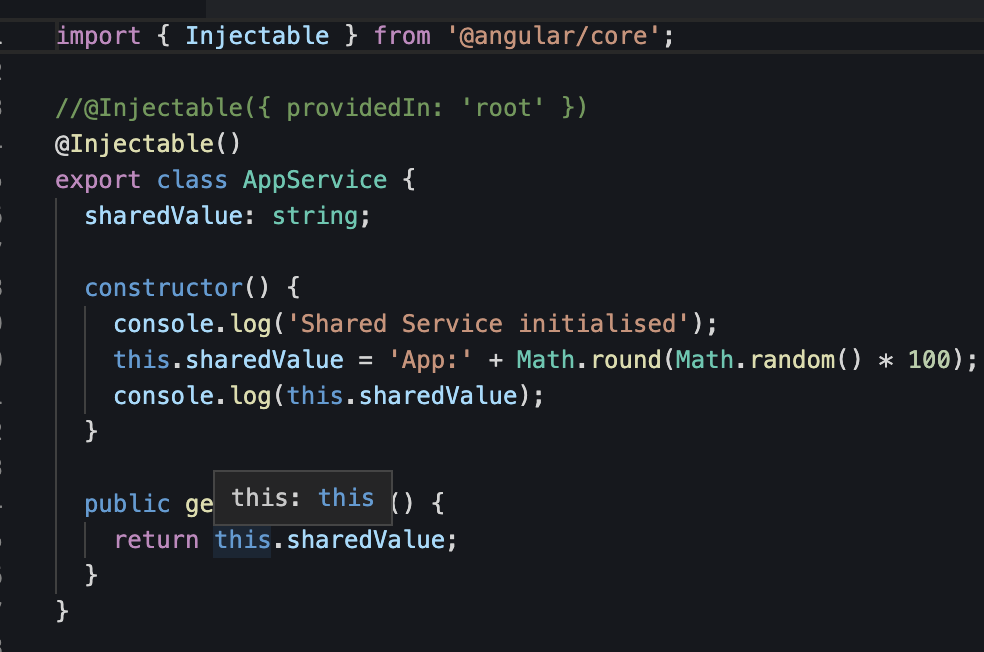 import { Injectable } from '@angular/core';
//@Injectable({ providedIn: 'root' })
@Injectable()
export class AppService {
sharedValue: string;
constructor() {
console.log('Shared Service initialised');
this.sharedValue = 'App:' + Math.round(Math.random() * 100);
console.log(this.sharedValue);
}
this: this
public ge () {
return this.sharedValue;
}
}